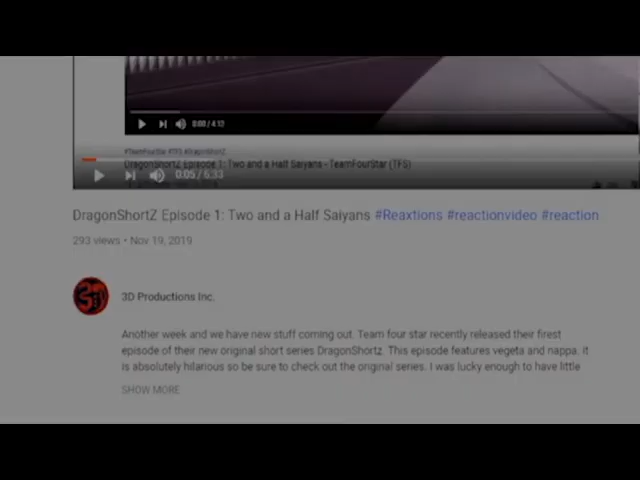 0:00 / 4:13
#TeamFourStar #TFS #DragonShortZ
DragonShortZ Episode 1: Two and a Half Saiyans - TeamFourStar (TFS)
0:05 / 6:33
DragonShortZ Episode 1: Two and a Half Saiyans #Reaxtions #reactionvideo #reaction
293 views • Nov 19, 2019
3D Productions Inc.
Another week and we have new stuff coming out. Team four star recently released their firest
episode of their new original short series DragonShortz. This episode features vegeta and nappa. It
is absolutely hilarious so be sure to check out the original series. I was lucky enough to have little
SHOW MORE